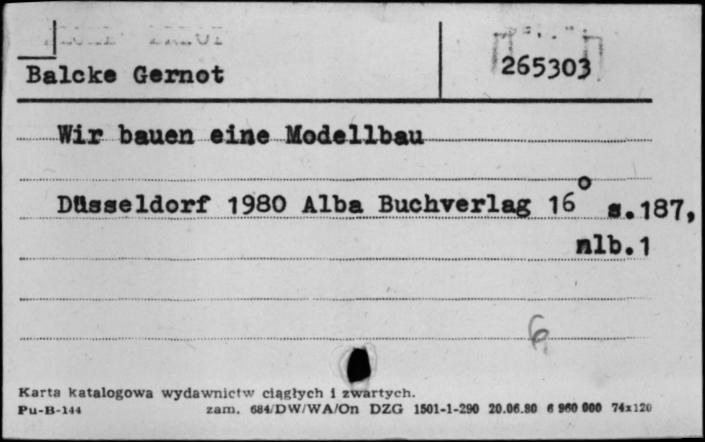 Balcke Gernot
265303
Wir bauen eine Modellbau
Düsseldorf 1980 Alba Buchverlag 16° s.187,
nlb.1
6
Karta katalogowa wydawnictw ciągłych i zwartych.
Pu-B-144 zam. 684/DW/WA/On DZG 1501-1-290 20.06.80 6 960 000 74x120